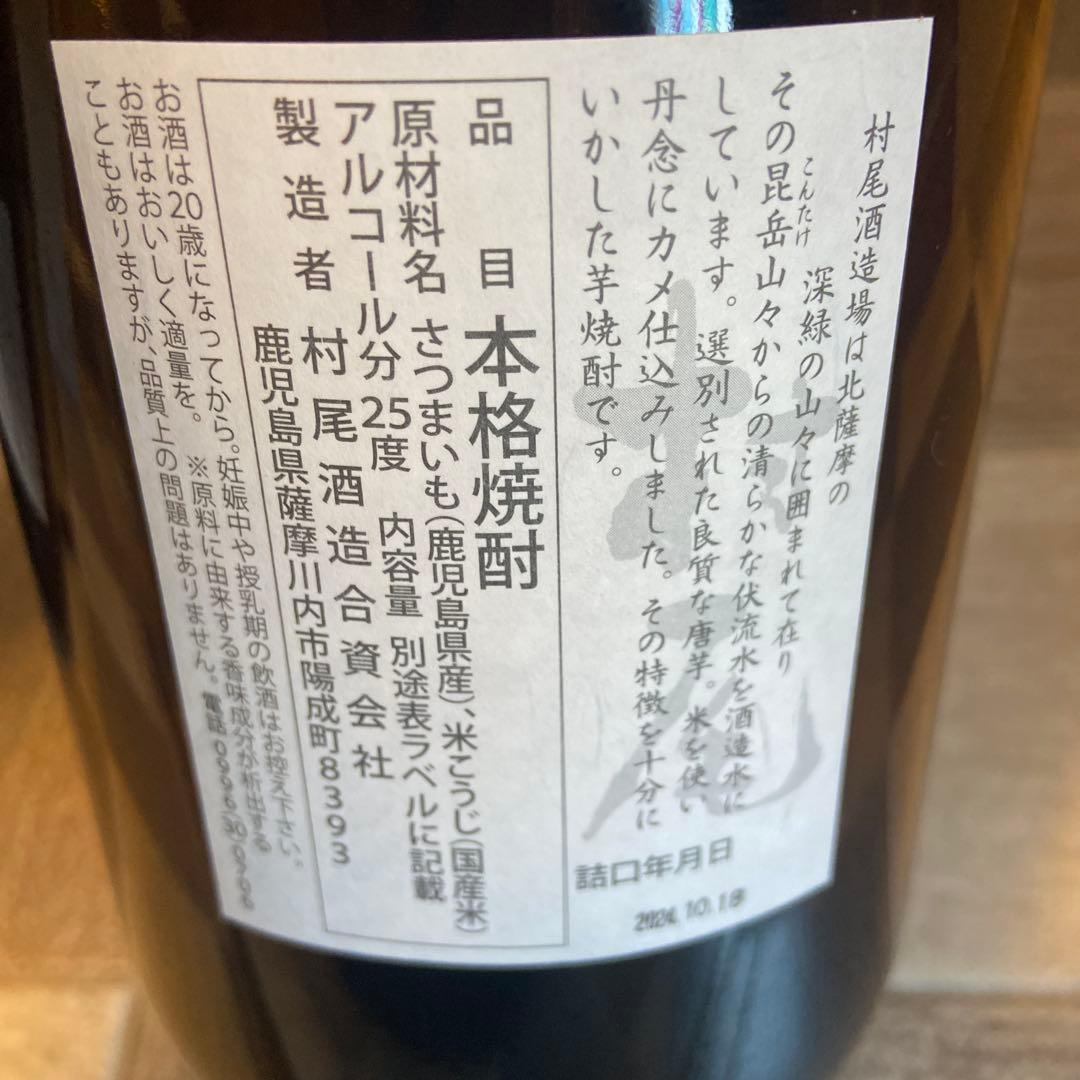 村尾酒造場は北薩摩の
深緑の山々に囲まれて在り
その昆岳山々からの清らかな伏流水を酒造水に
こんたけ
しています。選別された良質な唐芋。米を使い
丹念にカメ仕込みしました。その特徴を十分に
いかした芋焼酎です。
詰口年月日
2024.10.18
品目 本格焼酎
原材料名 さつまいも(鹿児島県産)、米こうじ(国産米)
アルコール分 25度 内容量 別途表ラベルに記載
製造者 村尾酒造合資会社
鹿児島県薩摩川内市陽成町8393
お酒は20歳になってから。妊娠中や授乳期の飲酒はお控え下さい。
お酒はおいしく適量を。 ※原料に由来する香味成分が析出する
こともありますが、品質上の問題はありません。電話0996(30)0706
村尾